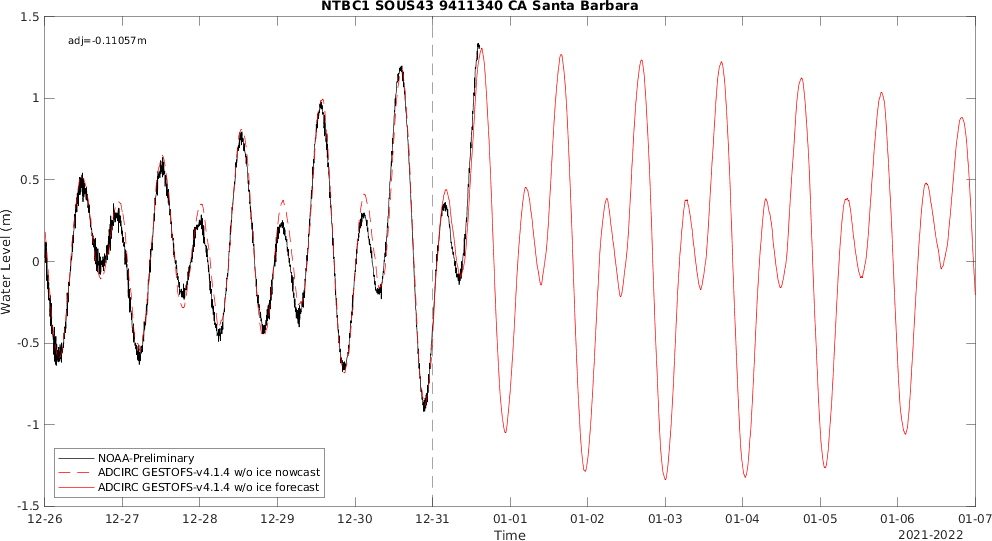 NTBC1 SOUS43 9411340 CA Santa Barbara
adj=-0.11057m
1.5
1
0.5
0
-0.5
-1
-1.5
Water Level (m)
NOAA-Preliminary
ADCIRC GESTOFS-v4.1.4 w/o ice nowcast
ADCIRC GESTOFS-v4.1.4 w/o ice forecast
12-26 12-27 12-28 12-29 12-30 12-31 01-01 01-02 01-03 01-04 01-05 01-06 01-07
Time
2021-2022